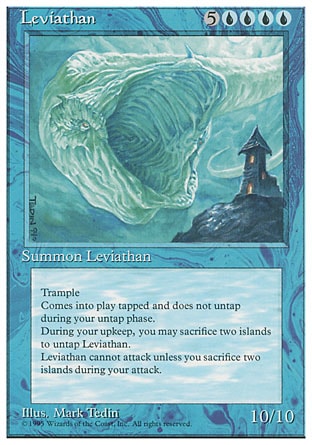 Leviathan 5
Summon Leviathan
Trample
Comes into play tapped and does not untap
during your untap phase.
During your upkeep, you may sacrifice two islands
to untap Leviathan.
Leviathan cannot attack unless you sacrifice two
islands during your attack.
Illus. Mark Tedin
10/10
© 1995 Wizards of the Coast, Inc. All rights reserved.